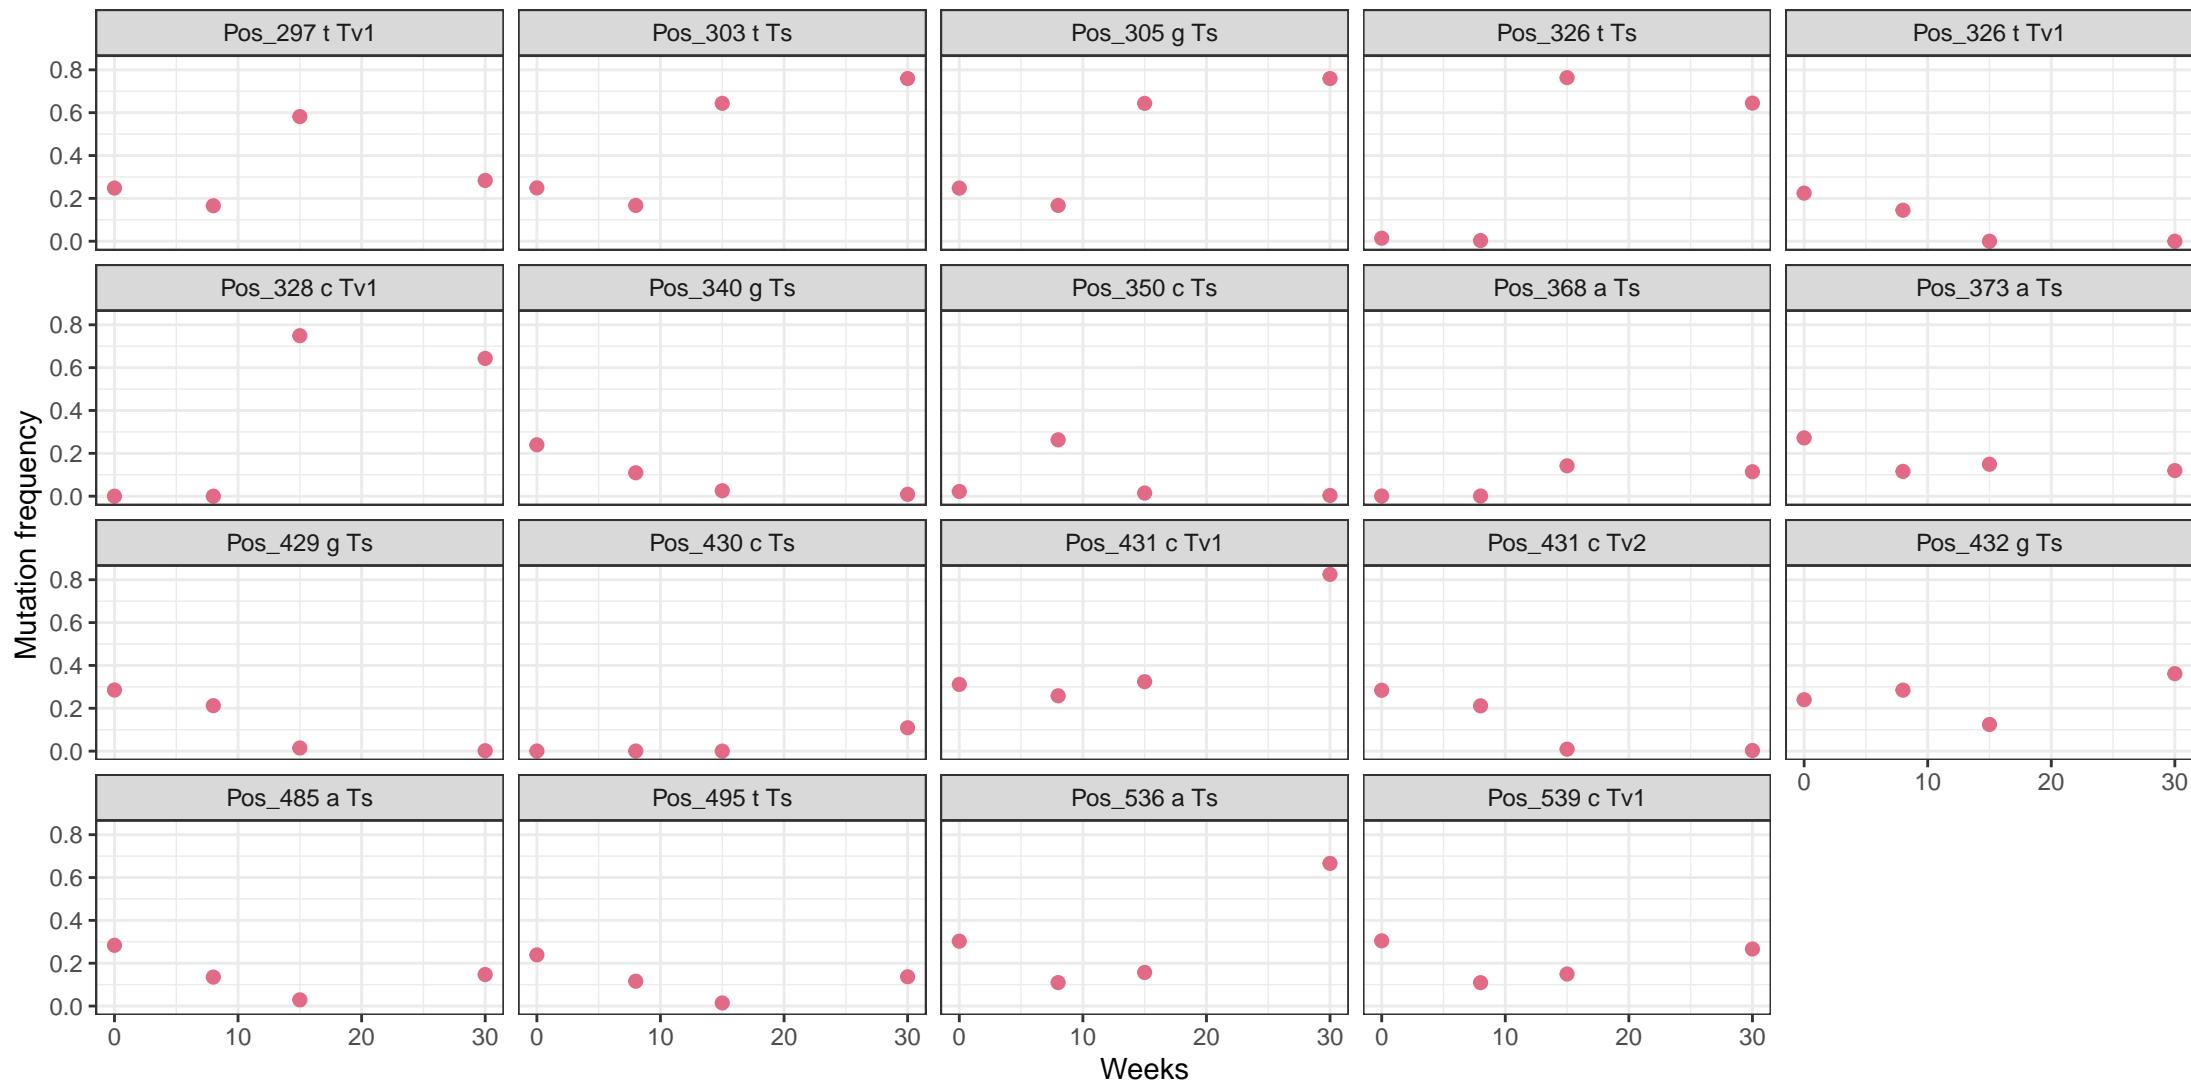 Pos_297 t Tv1 Pos_303 t Ts Pos_305 g Ts Pos_326 t Ts Pos_326 t Tv1
0.8
0.6
0.4
0.2
0.0
Pos_328 c Tv1 Pos_340 g Ts Pos_350 c Ts Pos_368 a Ts Pos_373 a Ts
0.8
0.6
0.4
0.2
0.0
Mutation frequency
Pos_429 g Ts Pos_430 c Ts Pos_431 c Tv1 Pos_431 c Tv2 Pos_432 g Ts
0.8
0.6
0.4
0.2
0.0
0 10 20 30
Pos_485 a Ts Pos_495 t Ts Pos_536 a Ts Pos_539 c Tv1
0.8
0.6
0.4
0.2
0.0
0 10 20 30 0 10 20 30 0 10 20 30 0 10 20 30
Weeks